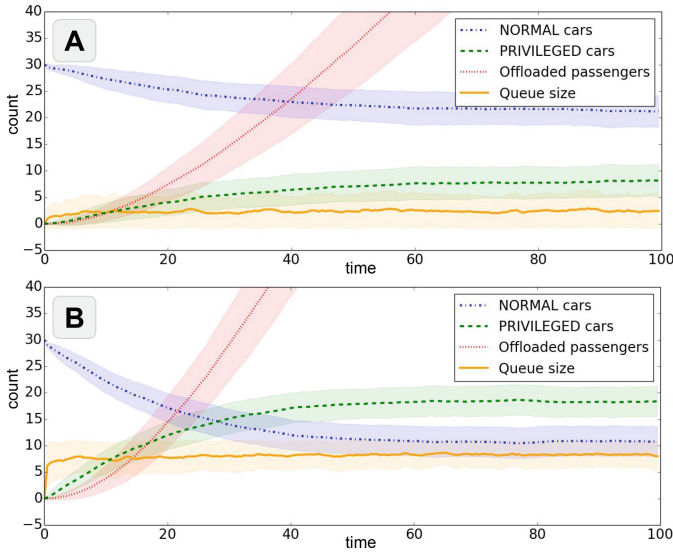 40
35
30
25
20
15
10
5
0
−5
count
A
NORMAL cars
PRIVILEGED cars
Offloaded passengers
Queue size
0 20 40 60 80 100
time
40
35
30
25
20
15
10
5
0
−5
count
B
NORMAL cars
PRIVILEGED cars
Offloaded passengers
Queue size
0 20 40 60 80 100
time